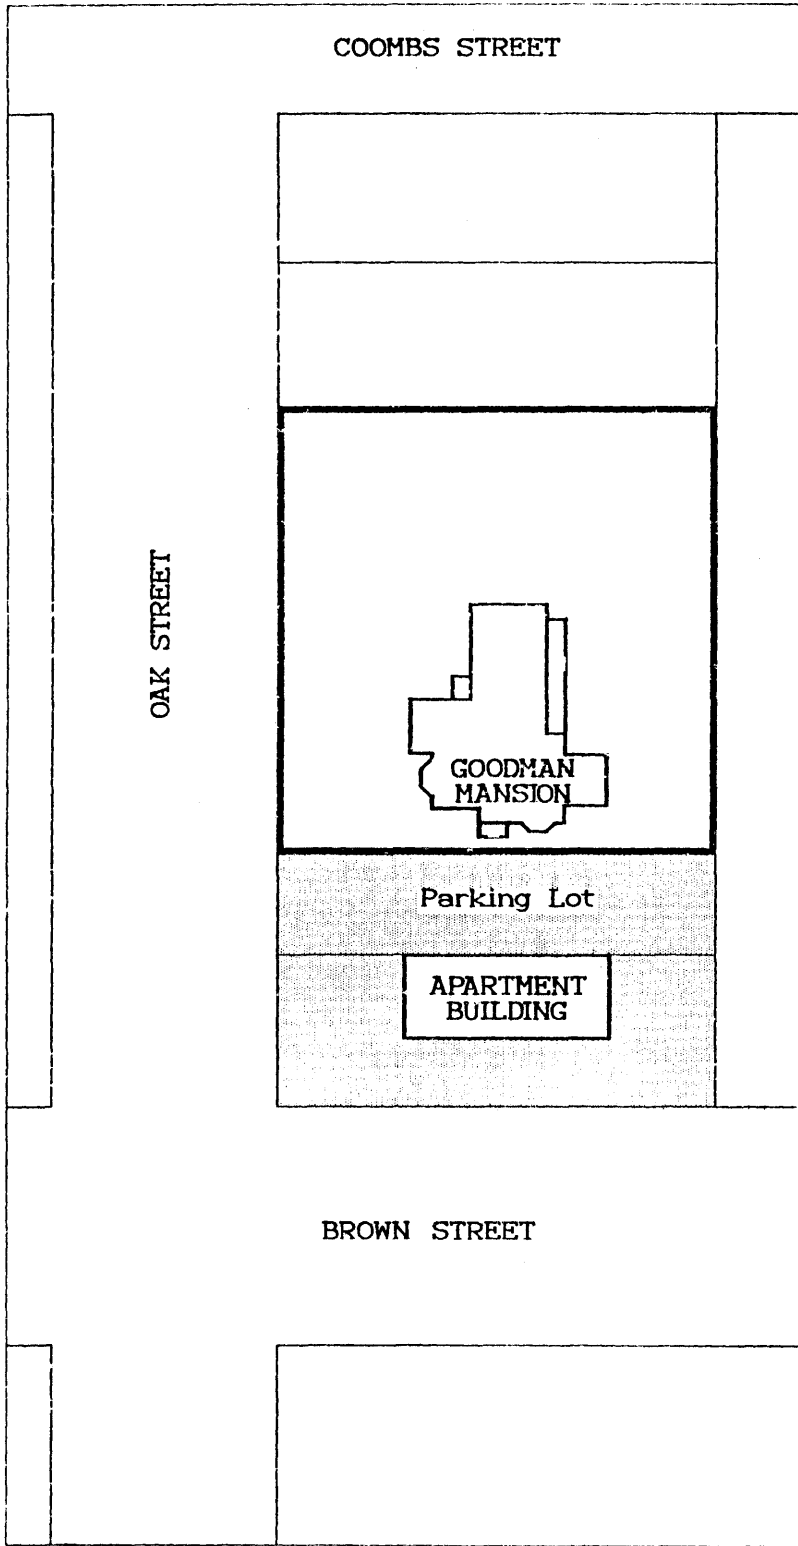 COOMBS STREET
OAK STREET
GOODMAN
MANSION
Parking Lot
APARTMENT
BUILDING
BROWN STREET